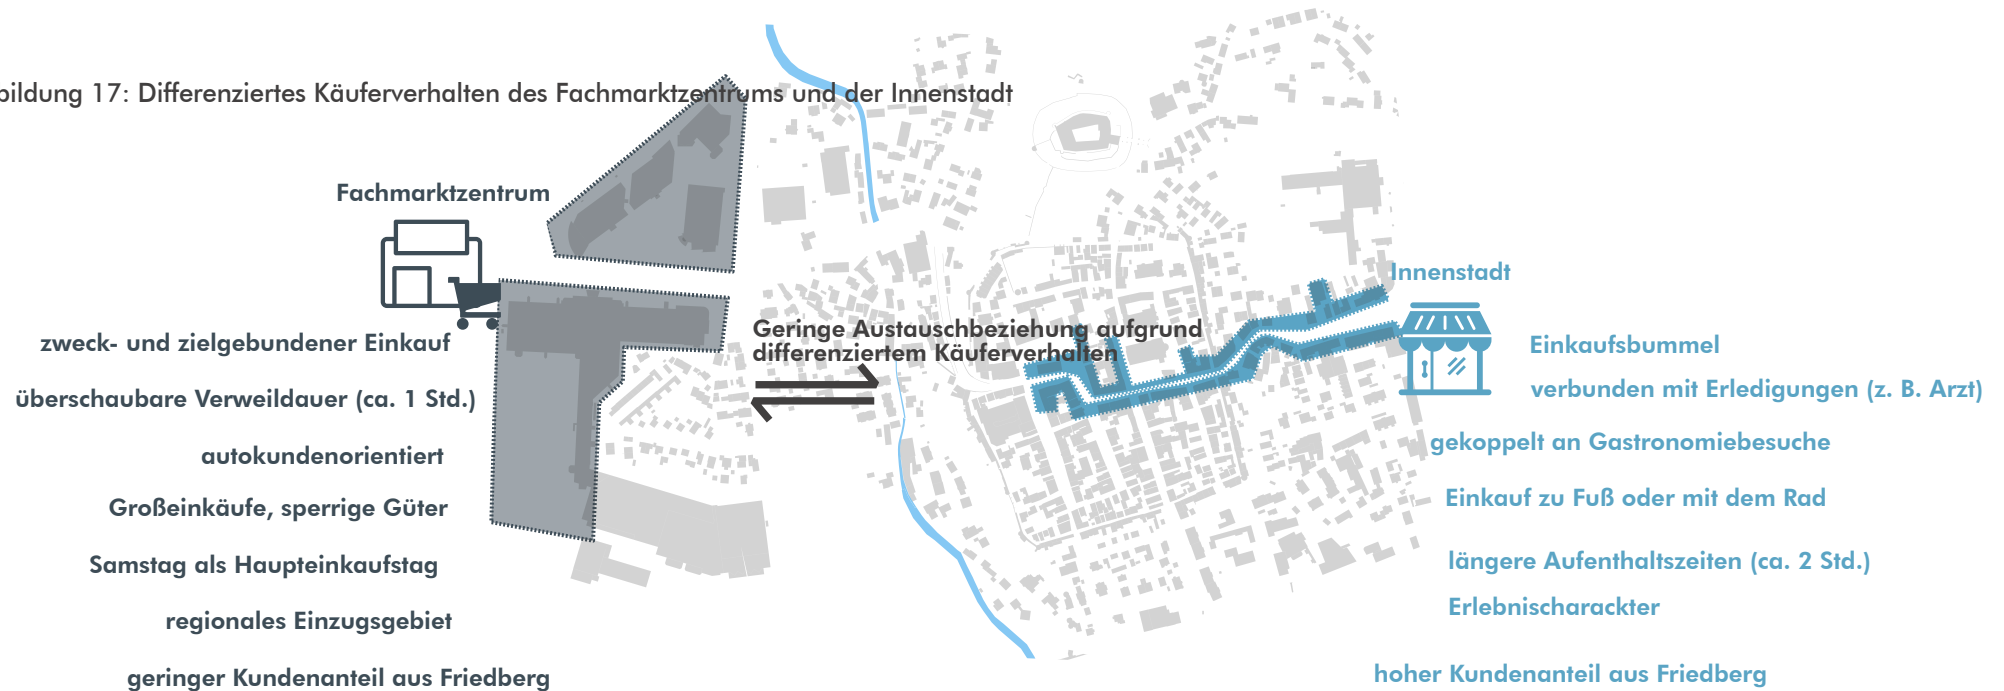 bildung 17: Differenziertes Käuferverhalten des Fachmarktzentrums und der Innenstadt
Fachmarktzentrum
zweck- und zielgebundener Einkauf
überschaubare Verweildauer (ca. 1 Std.)
autokundenorientiert
Großeinkäufe, sperrige Güter
Samstag als Haupteinkaufstag
regionales Einzugsgebiet
geringer Kundenanteil aus Friedberg
Geringe Austauschbeziehung aufgrund
differenziertem Käuferverhalten
Innenstadt
Einkaufsbummel
verbunden mit Erledigungen (z. B. Arzt)
gekoppelt an Gastronomiebesuche
Einkauf zu Fuß oder mit dem Rad
längere Aufenthaltszeiten (ca. 2 Std.)
Erlebnischarackter
hoher Kundenanteil aus Friedberg